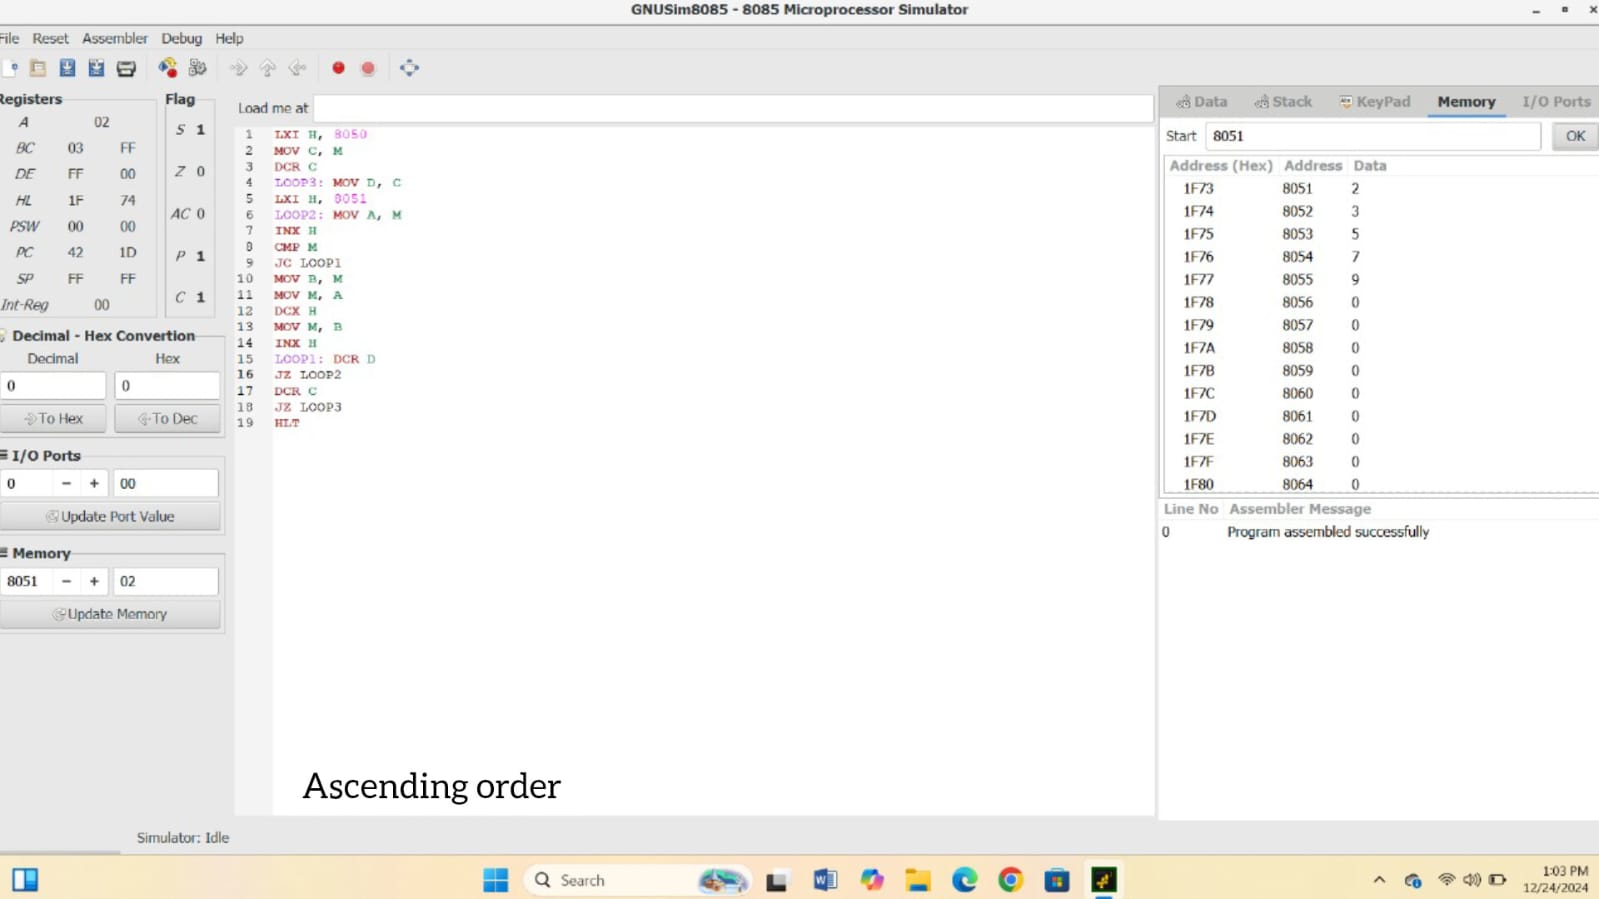 GNUSim8085 - 8085 Microprocessor Simulator
File Reset Assembler Debug Help
Registers Flag
A 02
BC 03 FF
DE FF 00
HL 1F 74
PSW 00 00
PC 42 1D
SP FF FF
Int-Reg 00
S 1
Z 0
AC 0
P 1
C 1
Decimal - Hex Convertion
Decimal Hex
0 0
To Hex To Dec
I/O Ports
0 - + 00
Update Port Value
Memory
8051 - + 02
Update Memory
Load me at
1 LXI H, 8050
2 MOV C, M
3 DCR C
4 LOOP3: MOV D, C
5 LXI H, 8051
6 LOOP2: MOV A, M
7 INX H
8 CMP M
9 JC LOOP1
10 MOV B, M
11 MOV M, A
12 DCX H
13 MOV M, B
14 INX H
15 LOOP1: DCR D
16 JZ LOOP2
17 DCR C
18 JZ LOOP3
19 HLT
Ascending order
Data Stack KeyPad Memory I/O Ports
Start 8051 OK
Address (Hex) Address Data
1F73 8051 2
1F74 8052 3
1F75 8053 5
1F76 8054 7
1F77 8055 9
1F78 8056 0
1F79 8057 0
1F7A 8058 0
1F7B 8059 0
1F7C 8060 0
1F7D 8061 0
1F7E 8062 0
1F7F 8063 0
1F80 8064 0
Line No Assembler Message
0 Program assembled successfully
Simulator: Idle
Search
1:03 PM
12/24/2024